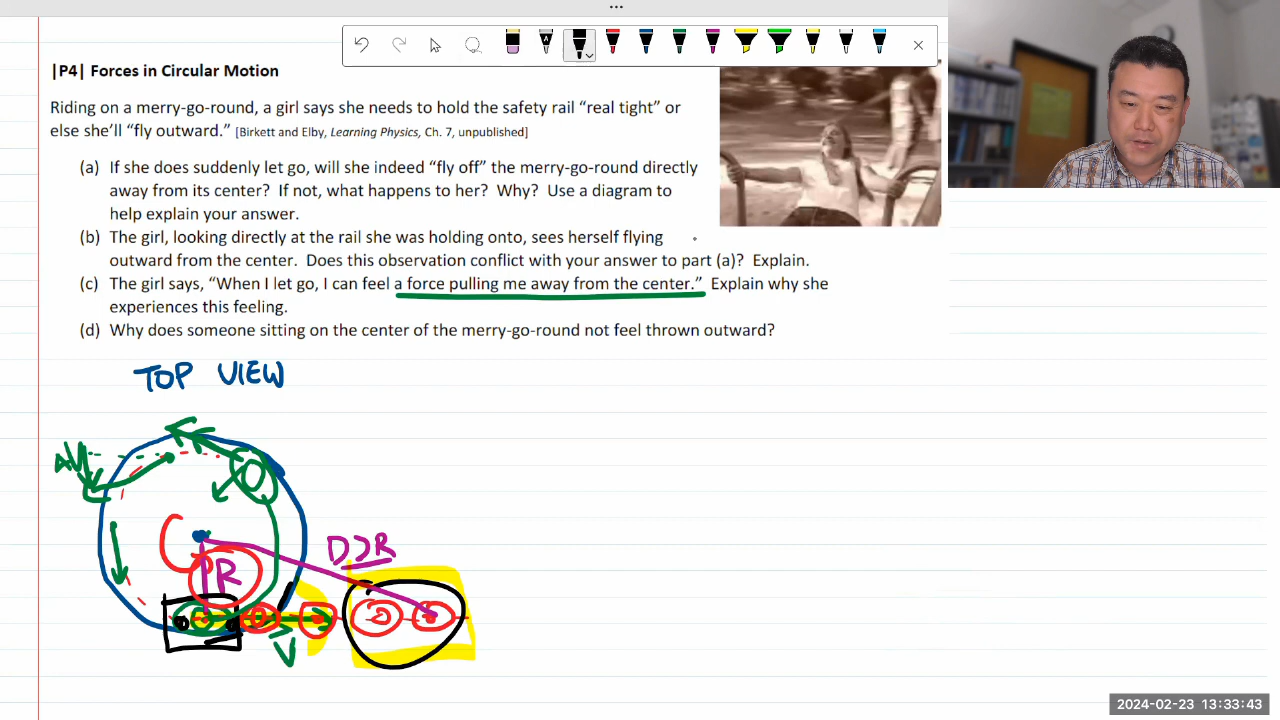 |P4| Forces in Circular Motion
Riding on a merry-go-round, a girl says she needs to hold the safety rail “real tight” or
else she’ll “fly outward.” [Birkett and Elby, Learning Physics, Ch. 7, unpublished]
(a) If she does suddenly let go, will she indeed “fly off” the merry-go-round directly
away from its center? If not, what happens to her? Why? Use a diagram to
help explain your answer.
(b) The girl, looking directly at the rail she was holding onto, sees herself flying
outward from the center. Does this observation conflict with your answer to part (a)? Explain.
(c) The girl says, “When I let go, I can feel a force pulling me away from the center.” Explain why she
experiences this feeling.
(d) Why does someone sitting on the center of the merry-go-round not feel thrown outward?
TOP VIEW
ΔV
D>R
R
V
2024-02-23 13:33:43